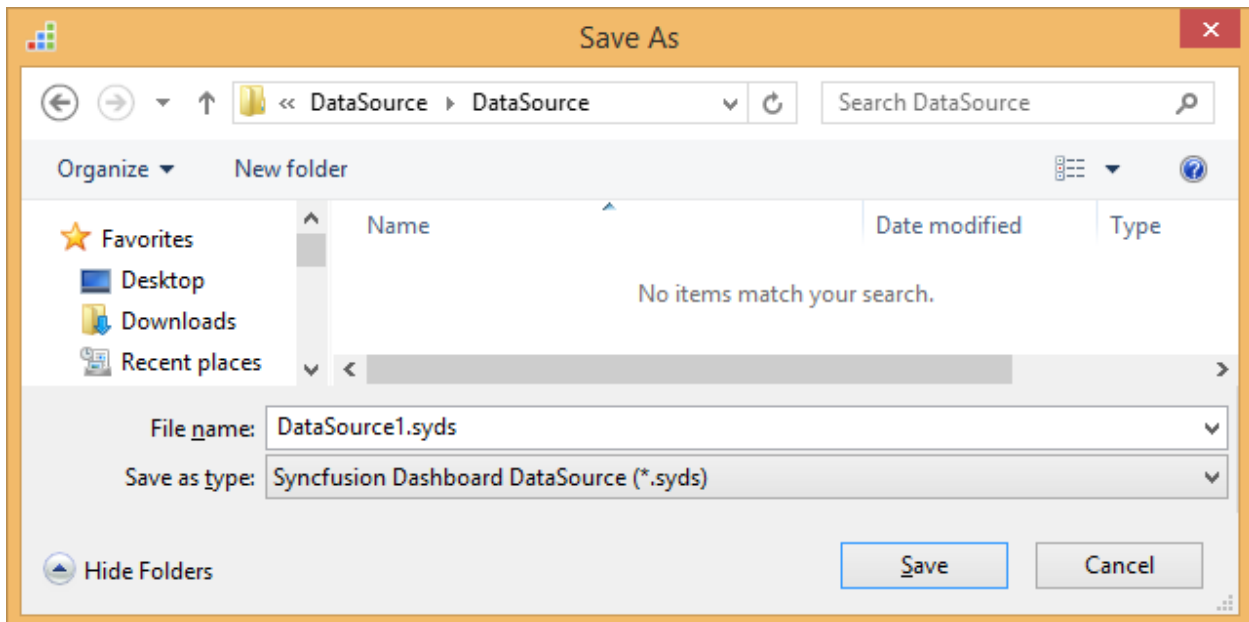 Save As
« DataSource DataSource Search DataSource
Organize New folder
Name Date modified Type
Favorites
Desktop
No items match your search.
Downloads
Recent places
File name: DataSource1.syds
Save as type: Syncfusion Dashboard DataSource (*.syds)
Hide Folders Save Cancel